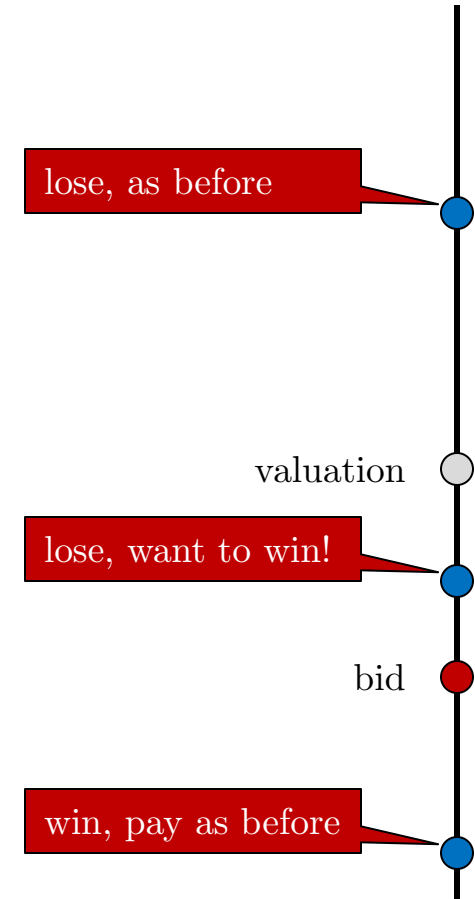 lose, as before
valuation
lose, want to win!
bid
win, pay as before